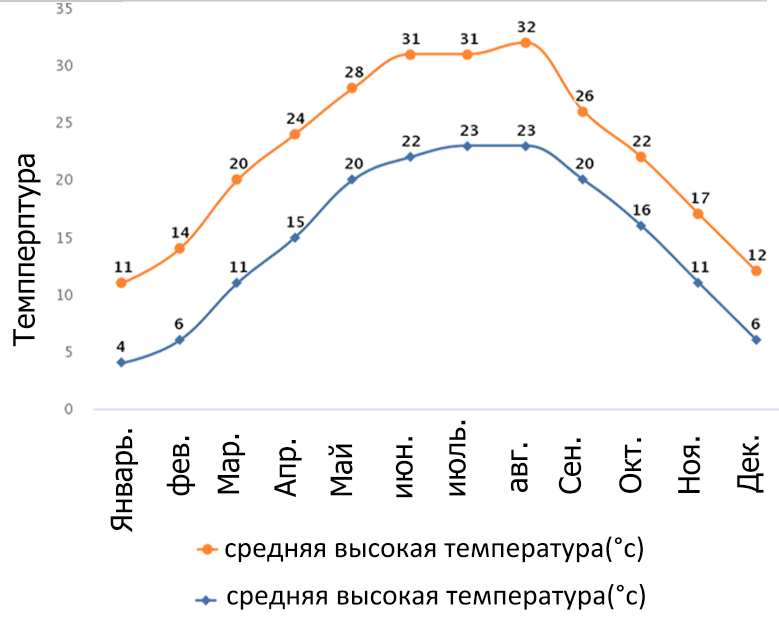 35
32
31
31
30
28
26
25
24
23
23
22
22
20
20
20
20
17
16
15
15
14
12
11
11
11
10
6
6
5
4
0
Темпперптура
Январь.
фев.
Мар.
Апр.
Май
июн.
июль.
авг.
Сен.
Окт.
Ноя.
Дек.
средняя высокая температура(°c)
средняя высокая температура(°c)